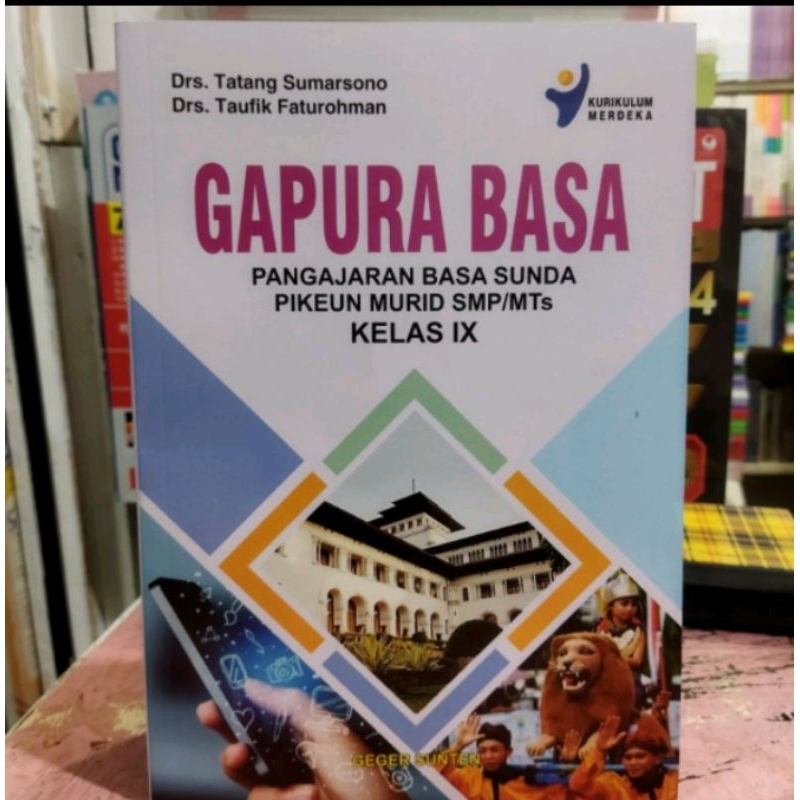 Drs. Tatang Sumarsono
Drs. Taufik Faturohman
KURIKULUM
MERDEKA
GAPURA BASA
PANGAJARAN BASA SUNDA
PIKEUN MURID SMP/MTs
KELAS IX
GEGER SUNTEN